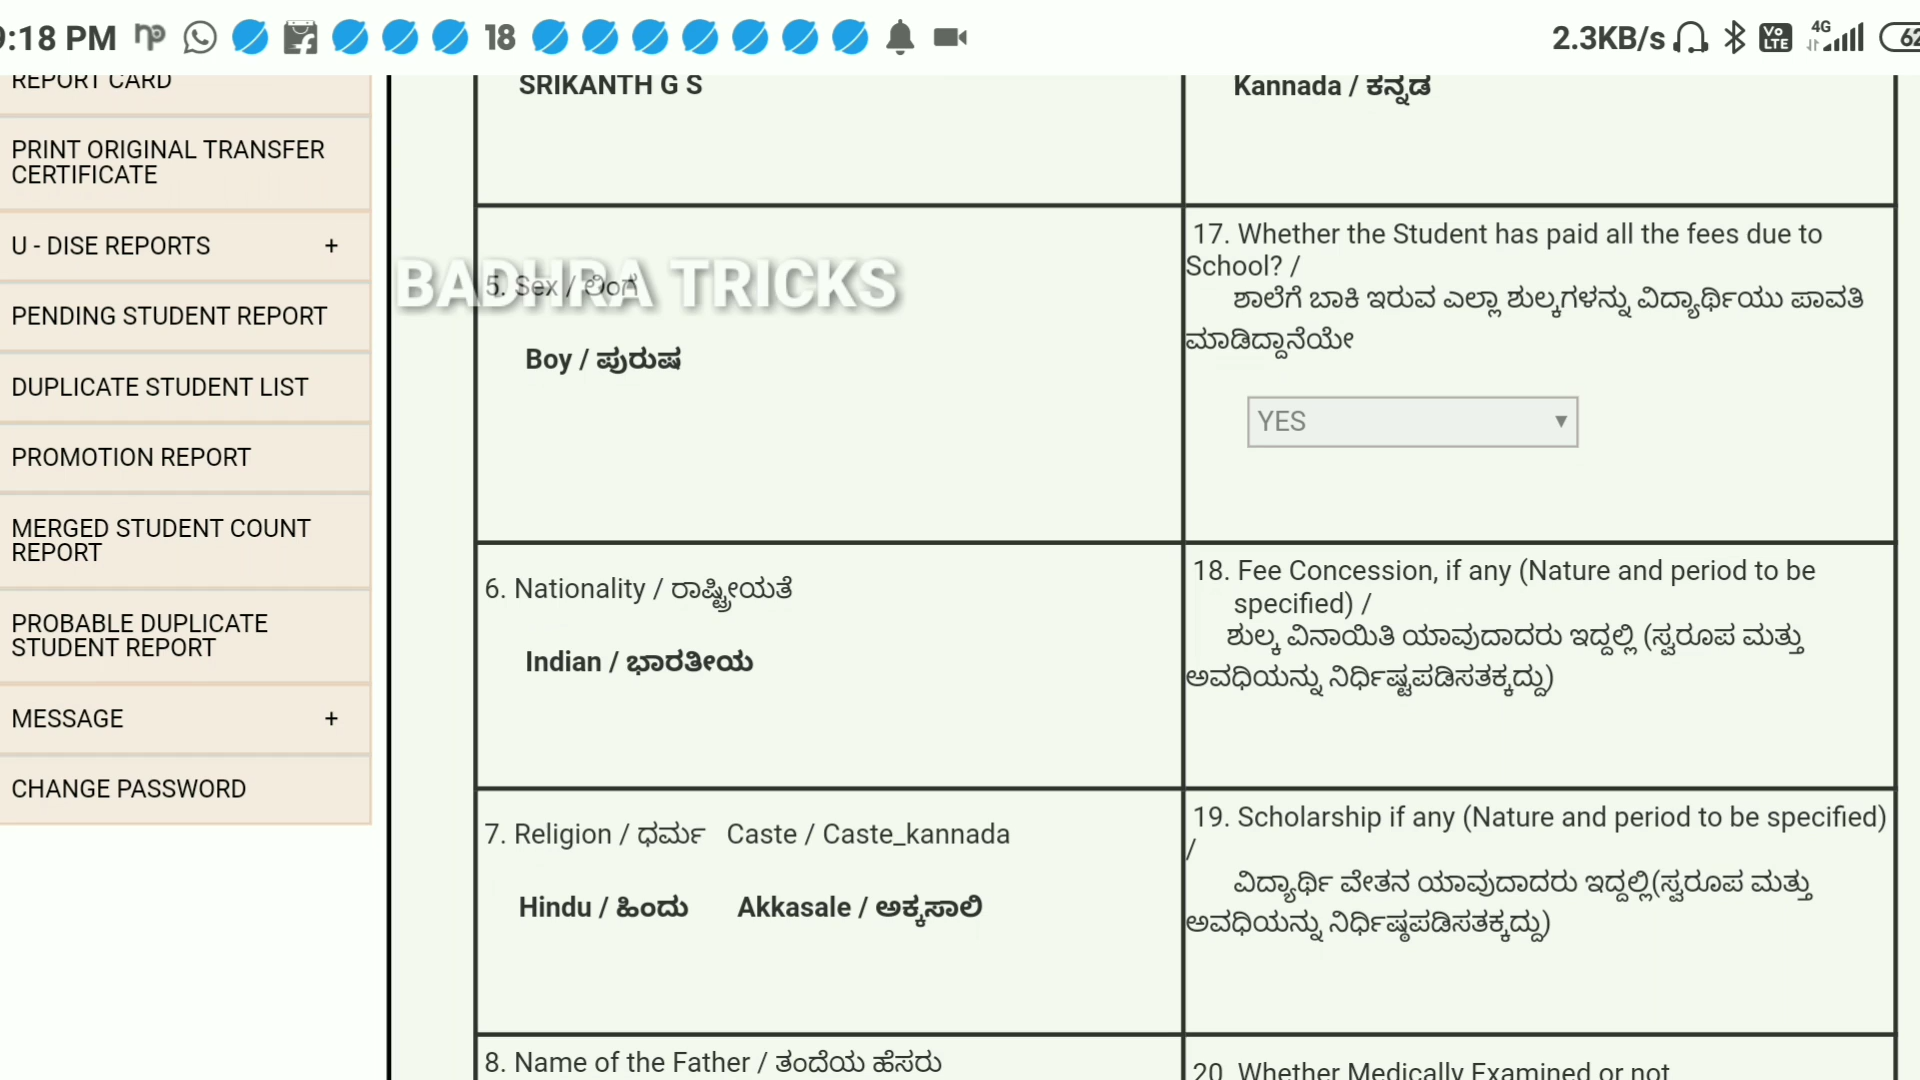 9:18 PM
18
2.3KB/s
Vo LTE
4G
62
REPORT CARD
PRINT ORIGINAL TRANSFER
CERTIFICATE
U - DISE REPORTS +
PENDING STUDENT REPORT
DUPLICATE STUDENT LIST
PROMOTION REPORT
MERGED STUDENT COUNT
REPORT
PROBABLE DUPLICATE
STUDENT REPORT
MESSAGE +
CHANGE PASSWORD
SRIKANTH G S
BADHRA TRICKS
5. Sex / ಲಿಂಗ
Boy / ಪುರುಷ
6. Nationality / ರಾಷ್ಟ್ರೀಯತೆ
Indian / ಭಾರತೀಯ
7. Religion / ಧರ್ಮ Caste / Caste_kannada
Hindu / ಹಿಂದು Akkasale / ಅಕ್ಕಸಾಲಿ
8. Name of the Father / ತಂದೆಯ ಹೆಸರು
Kannada / ಕನ್ನಡ
17. Whether the Student has paid all the fees due to
School? /
ಶಾಲೆಗೆ ಬಾಕಿ ಇರುವ ಎಲ್ಲಾ ಶುಲ್ಕಗಳನ್ನು ವಿದ್ಯಾರ್ಥಿಯು ಪಾವತಿ
ಮಾಡಿದ್ದಾನೆಯೇ
YES
18. Fee Concession, if any (Nature and period to be
specified) /
ಶುಲ್ಕ ವಿನಾಯಿತಿ ಯಾವುದಾದರು ಇದ್ದಲ್ಲಿ (ಸ್ವರೂಪ ಮತ್ತು
ಅವಧಿಯನ್ನು ನಿರ್ಧಿಷ್ಟಪಡಿಸತಕ್ಕದ್ದು)
19. Scholarship if any (Nature and period to be specified)
/
ವಿದ್ಯಾರ್ಥಿ ವೇತನ ಯಾವುದಾದರು ಇದ್ದಲ್ಲಿ(ಸ್ವರೂಪ ಮತ್ತು
ಅವಧಿಯನ್ನು ನಿರ್ಧಿಷ್ಠಪಡಿಸತಕ್ಕದ್ದು)
20. Whether Medically Examined or not